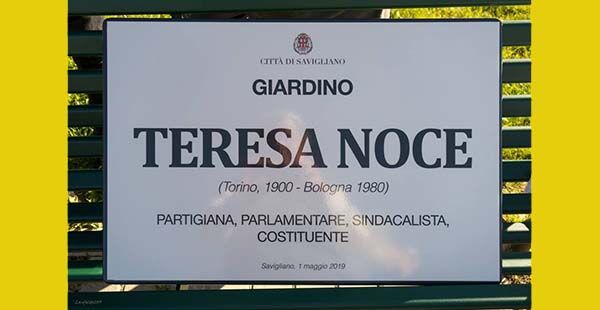 CITTÀ DI SAVIGLIANO
GIARDINO
TERESA NOCE
(Torino, 1900 - Bologna 1980)
PARTIGIANA, PARLAMENTARE, SINDACALISTA,
COSTITUENTE
Savigliano, 1 maggio 2019